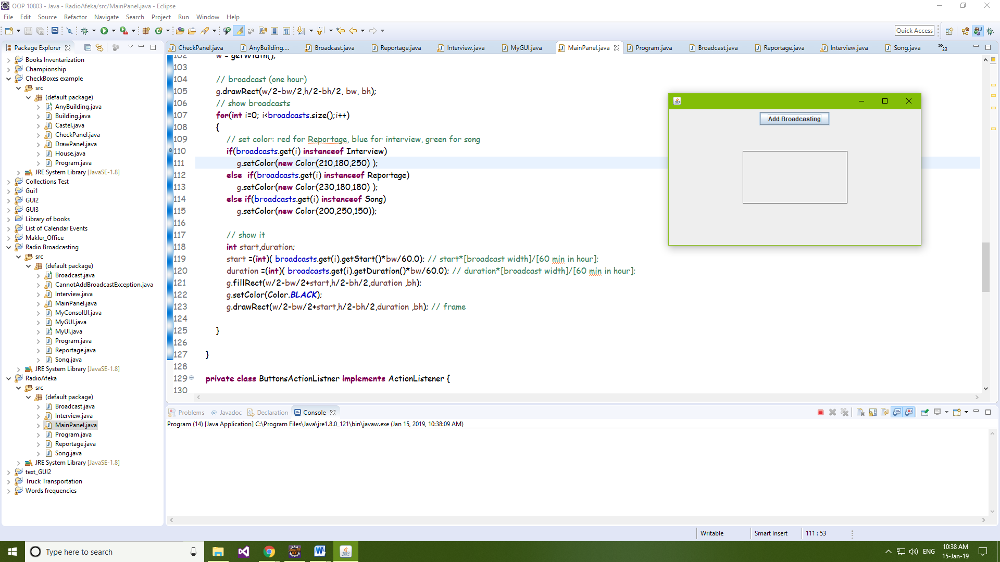 OOP 10803 - Java - RadioAfeka/src/MainPanel.java - Eclipse
File Edit Source Refactor Navigate Search Project Run Window Help
Quick Access
Package Explorer
Books Inventarization
Championship
CheckBoxes example
src
(default package)
AnyBuilding.java
Building.java
Castel.java
CheckPanel.java
DrawPanel.java
House.java
Program.java
JRE System Library [JavaSE-1.8]
Collections Test
Gui1
GUI2
GUI3
Library of books
List of Calendar Events
Makler_Office
Radio Broadcasting
src
(default package)
Broadcast.java
CannotAddBroadcastException.java
Interview.java
MainPanel.java
MyConsolUI.java
MyGUI.java
MyUI.java
Program.java
Reportage.java
Song.java
JRE System Library [JavaSE-1.8]
RadioAfeka
src
(default package)
Broadcast.java
Interview.java
MainPanel.java
Program.java
Reportage.java
Song.java
JRE System Library [JavaSE-1.8]
text_GUI2
Truck Transportation
Words frequencies
CheckPanel.java AnyBuilding.... Broadcast.java Reportage.java Interview.java MyGUI.java MainPanel.java Program.java Broadcast.java Reportage.java Interview.java Song.java »23
102 w = getWidth();
103
104 // broadcast (one hour)
105 g.drawRect(w/2-bw/2,h/2-bh/2, bw, bh);
106 // show broadcasts
107 for(int i=0; i<broadcasts.size();i++)
108 {
109 // set color: red for Reportage, blue for interview, green for song
110 if(broadcasts.get(i) instanceof Interview)
111 g.setColor(new Color(210,180,250) );
112 else if(broadcasts.get(i) instanceof Reportage)
113 g.setColor(new Color(230,180,180) );
114 else if(broadcasts.get(i) instanceof Song)
115 g.setColor(new Color(200,250,150));
116
117 // show it
118 int start,duration;
119 start =(int)( broadcasts.get(i).getStart()*bw/60.0); // start*[broadcast width]/[60 min in hour];
120 duration =(int)( broadcasts.get(i).getDuration()*bw/60.0); // duration*[broadcast width]/[60 min in hour];
121 g.fillRect(w/2-bw/2+start,h/2-bh/2,duration ,bh);
122 g.setColor(Color.BLACK);
123 g.drawRect(w/2-bw/2+start,h/2-bh/2,duration ,bh); // frame
124
125 }
126
127 }
128
129 private class ButtonsActionListner implements ActionListener {
130
Add Broadcasting
Problems @ Javadoc Declaration Console
Program (14) [Java Application] C:\Program Files\Java\jre1.8.0_121\bin\javaw.exe (Jan 15, 2019, 10:38:09 AM)
Writable Smart Insert 111 : 53
Type here to search
ENG
10:38 AM
15-Jan-19